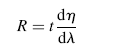 R = t dη/dλ